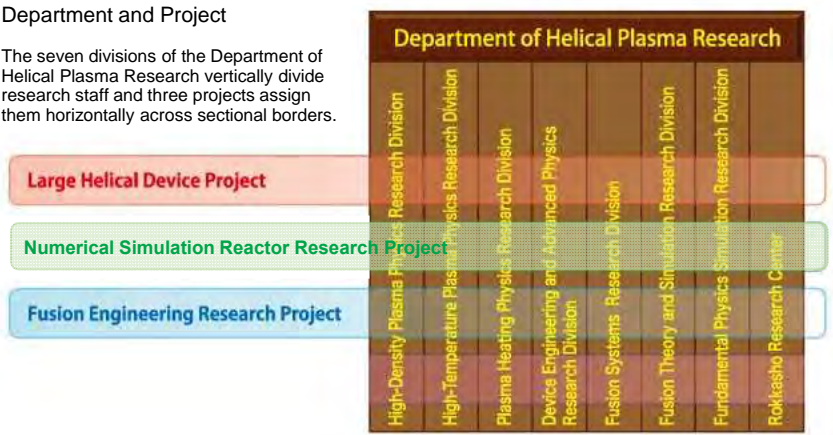 Department and Project
The seven divisions of the Department of
Helical Plasma Research vertically divide
research staff and three projects assign
them horizontally across sectional borders.
Department of Helical Plasma Research
Large Helical Device Project
Numerical Simulation Reactor Research Project
Fusion Engineering Research Project
High-Density Plasma Physics Research Division
High-Temperature Plasma Physics Research Division
Plasma Heating Physics Research Division
Device Engineering and Advanced Physics
Research Division
Fusion Systems Research Division
Fusion Theory and Simulation Research Division
Fundamental Physics Simulation Research Division
Rokkasho Research Center